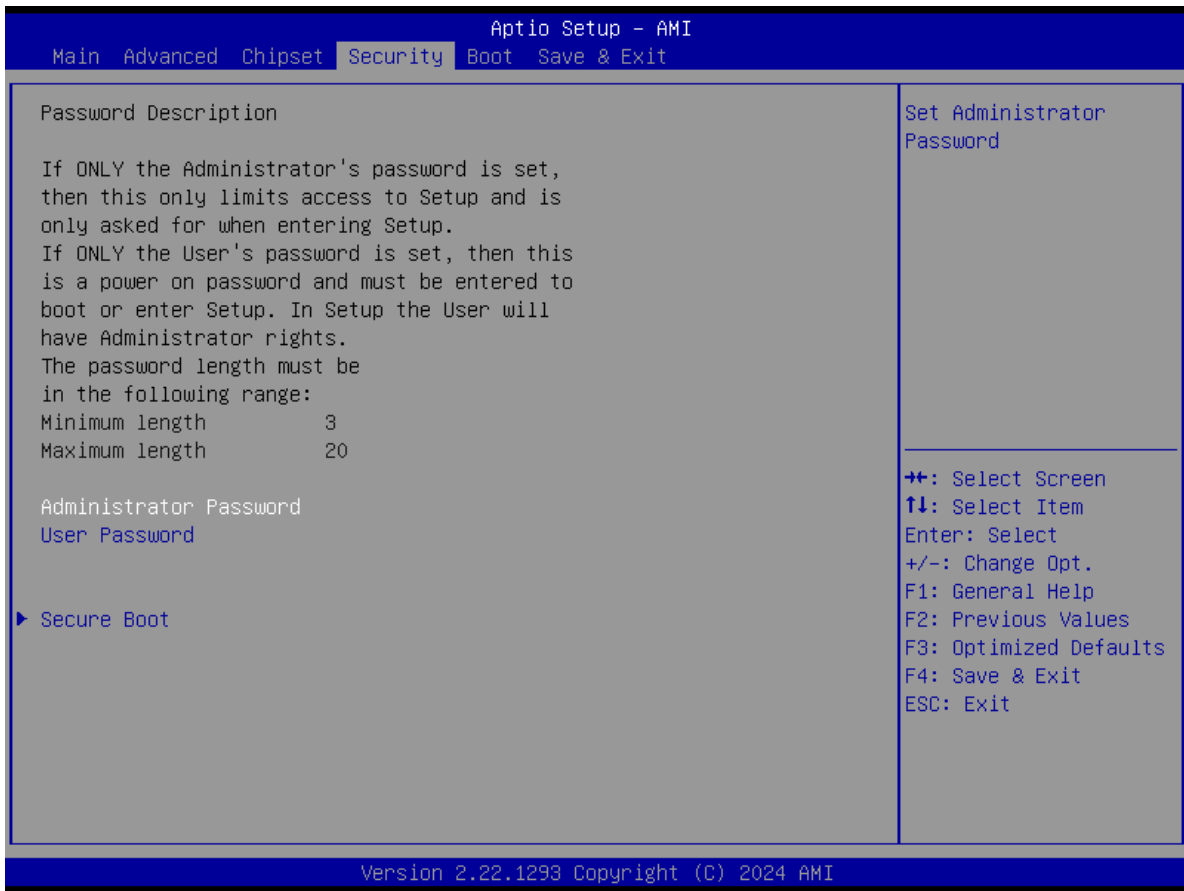 Aptio Setup – AMI
Main Advanced Chipset Security Boot Save & Exit
Password Description
If ONLY the Administrator's password is set,
then this only limits access to Setup and is
only asked for when entering Setup.
If ONLY the User's password is set, then this
is a power on password and must be entered to
boot or enter Setup. In Setup the User will
have Administrator rights.
The password length must be
in the following range:
Minimum length 3
Maximum length 20
Administrator Password
User Password
▶ Secure Boot
Set Administrator
Password
→←: Select Screen
↑↓: Select Item
Enter: Select
+/-: Change Opt.
F1: General Help
F2: Previous Values
F3: Optimized Defaults
F4: Save & Exit
ESC: Exit
Version 2.22.1293 Copyright (C) 2024 AMI